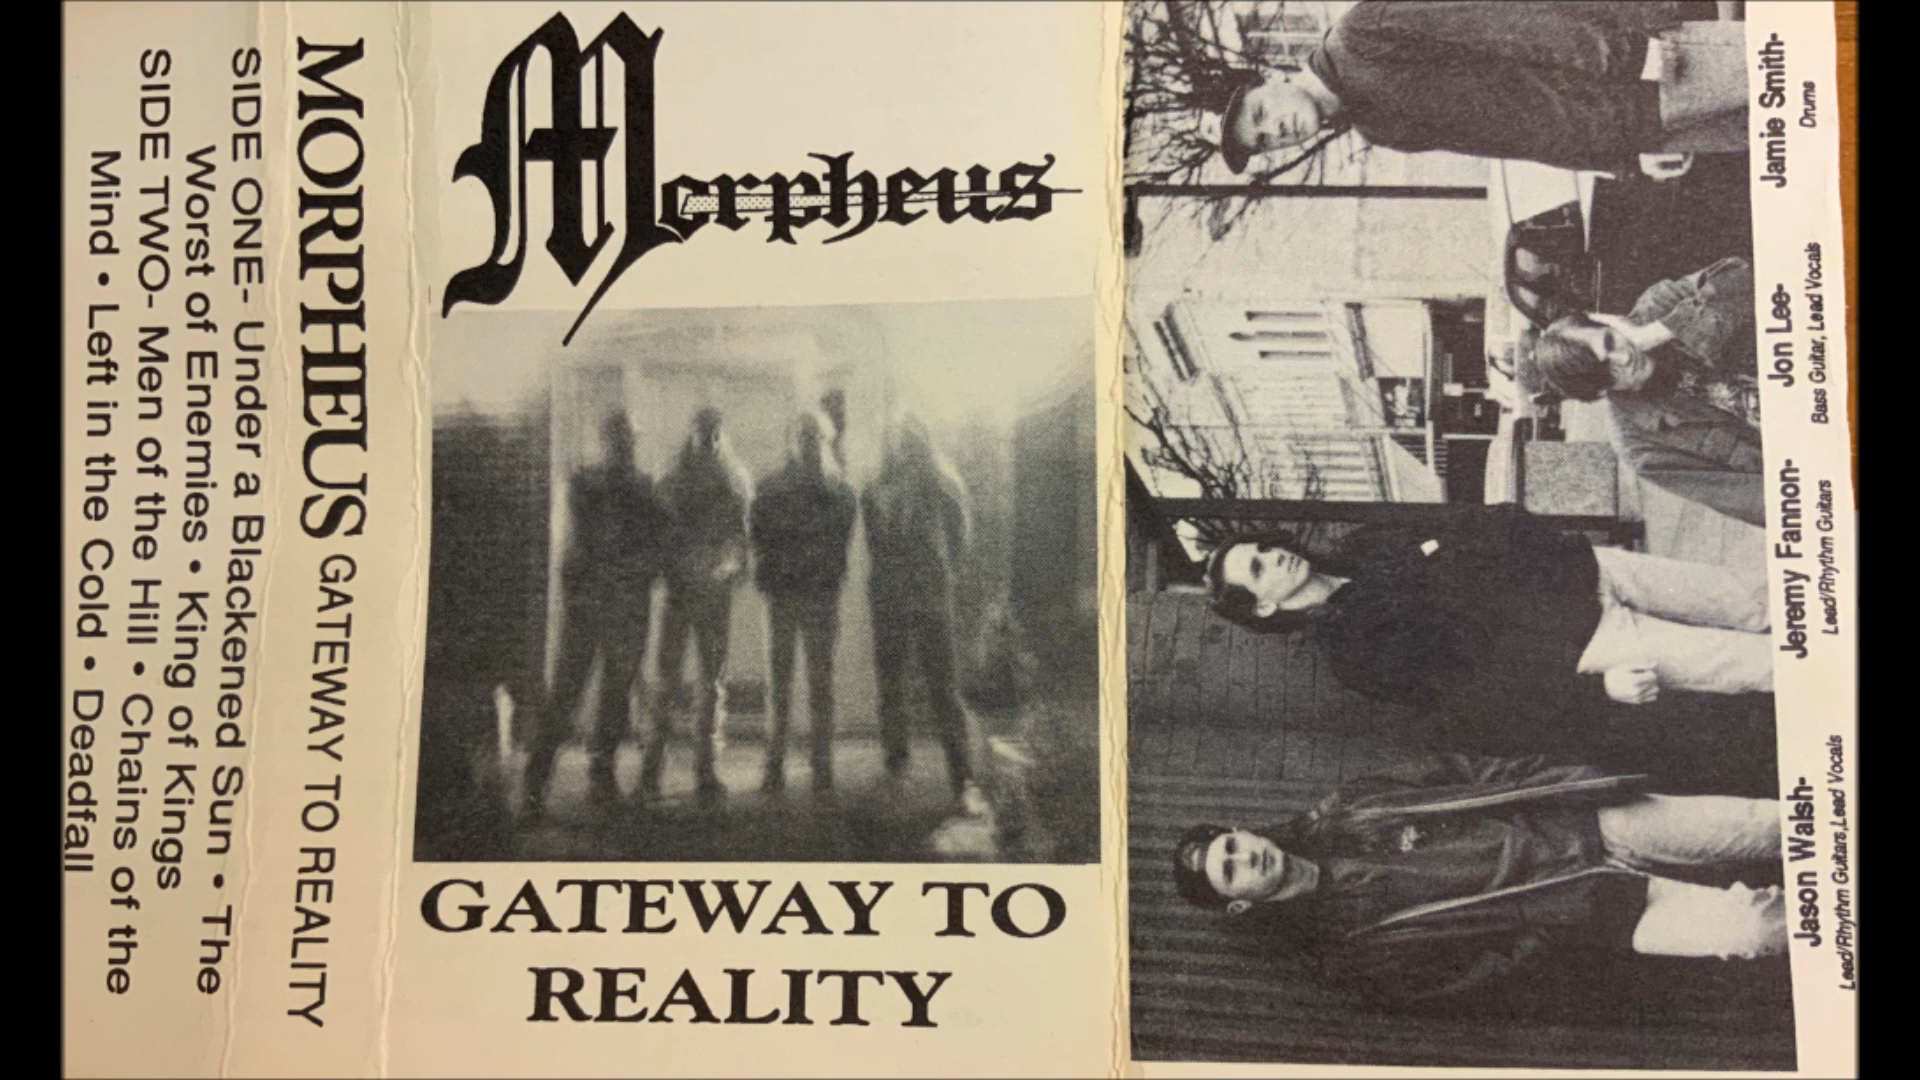 SIDE ONE- Under a Blackened Sun • The
Worst of Enemies • King of Kings
SIDE TWO- Men of the Hill • Chains of the
Mind • Left in the Cold • Deadfall
MORPHEUS GATEWAY TO REALITY
Morpheus
GATEWAY TO
REALITY
Jason Walsh-
Lead/Rhythm Guitars,Lead Vocals
Jeremy Fannon-
Lead/Rhythm Guitars
Jon Lee-
Bass Guitar, Lead Vocals
Jamie Smith-
Drums